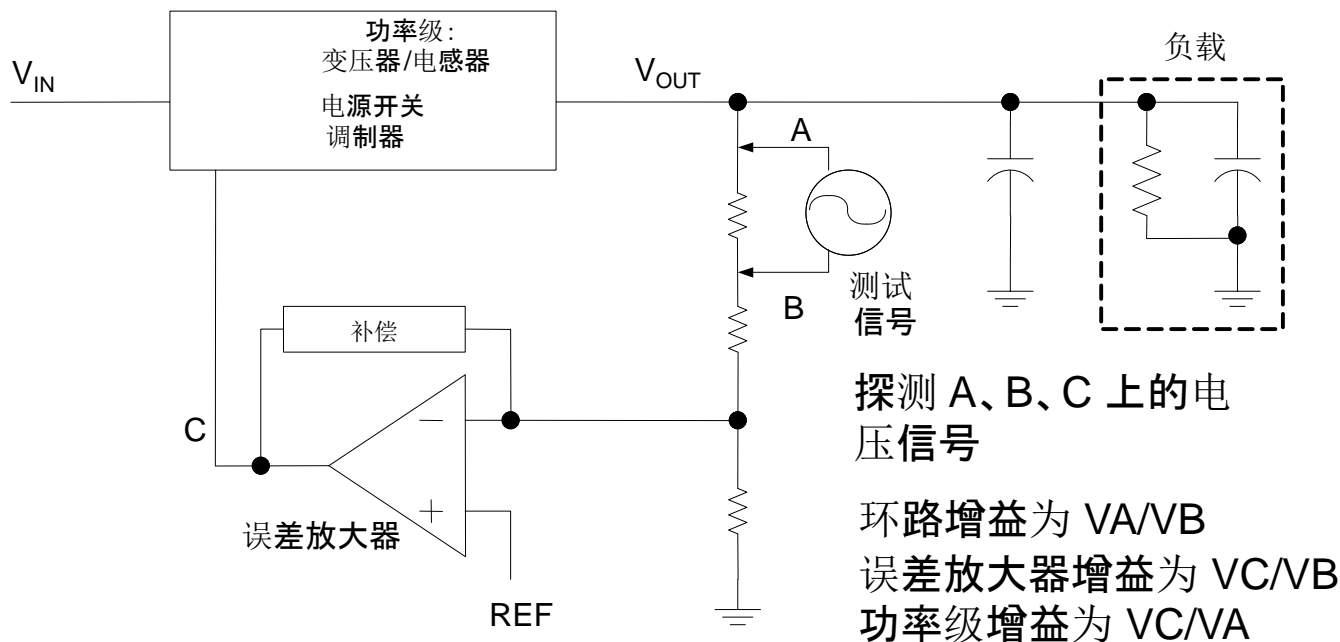 功率级:
变压器/电感器
电源开关
调制器
VIN
VOUT
负载
A
B
测试
信号
补偿
C
误差放大器
REF
探测 A、B、C 上的电
压信号
环路增益为 VA/VB
误差放大器增益为 VC/VB
功率级增益为 VC/VA